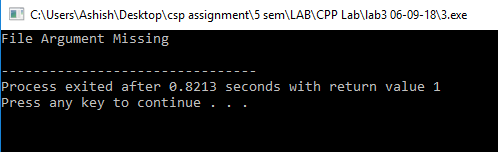 C:\Users\Ashish\Desktop\csp assignment\5 sem\LAB\CPP Lab\lab3 06-09-18\3.exe
File Argument Missing
--------------------------------
Process exited after 0.8213 seconds with return value 1
Press any key to continue . . .